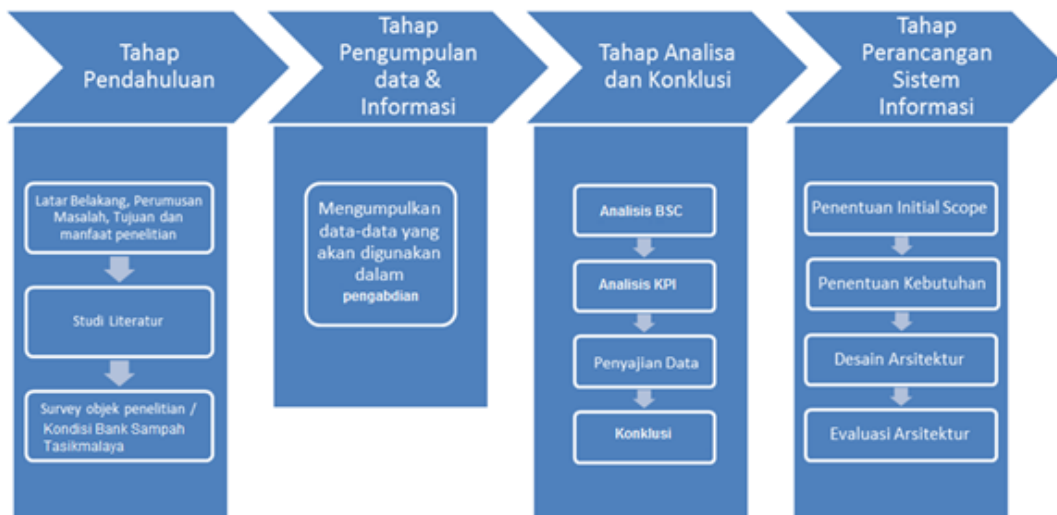 Tahap
Pendahuluan
Latar Belakang, Perumusan
Masalah, Tujuan dan
manfaat penelitian
Studi Literatur
Survey objek penelitian /
Kondisi Bank Sampah
Tasikmalaya
Tahap
Pengumpulan
data &
Informasi
Mengumpulkan
data-data yang
akan digunakan
dalam
pengabdian
Tahap Analisa
dan Konklusi
Analisis BSC
Analisis KPI
Penyajian Data
Konklusi
Tahap
Perancangan
Sistem
Informasi
Penentuan Initial Scope
Penentuan Kebutuhan
Desain Arsitektur
Evaluasi Arsitektur